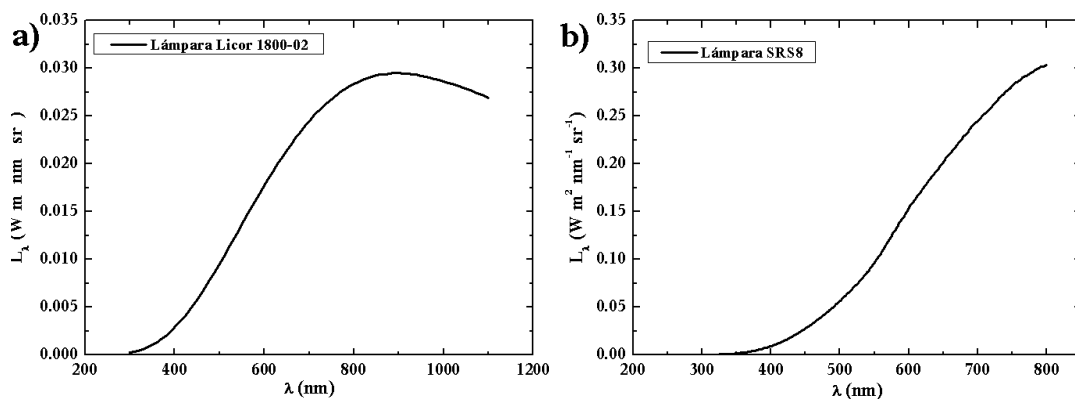 a)
Lámpara Licor 1800-02
0.035
0.030
0.025
0.020
0.015
0.010
0.005
0.000
L_λ (W m nm sr )
200 400 600 800 1000 1200
λ (nm)
b)
Lámpara SRS8
0.35
0.30
0.25
0.20
0.15
0.10
0.05
0.00
L_λ (W m² nm⁻¹ sr⁻¹)
200 300 400 500 600 700 800
λ (nm)